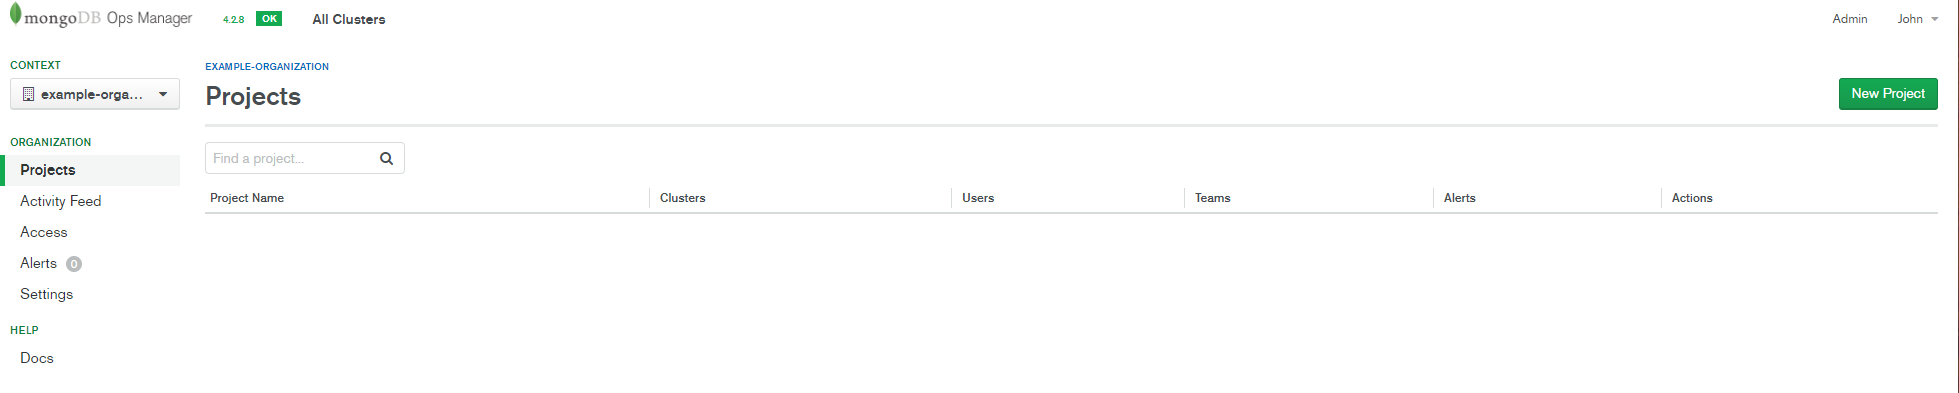 mongoDB Ops Manager 4.2.8 OK All Clusters Admin John
CONTEXT
example-orga...
ORGANIZATION
Projects
Activity Feed
Access
Alerts 0
Settings
HELP
Docs
EXAMPLE-ORGANIZATION
Projects
New Project
Find a project...
Project Name Clusters Users Teams Alerts Actions